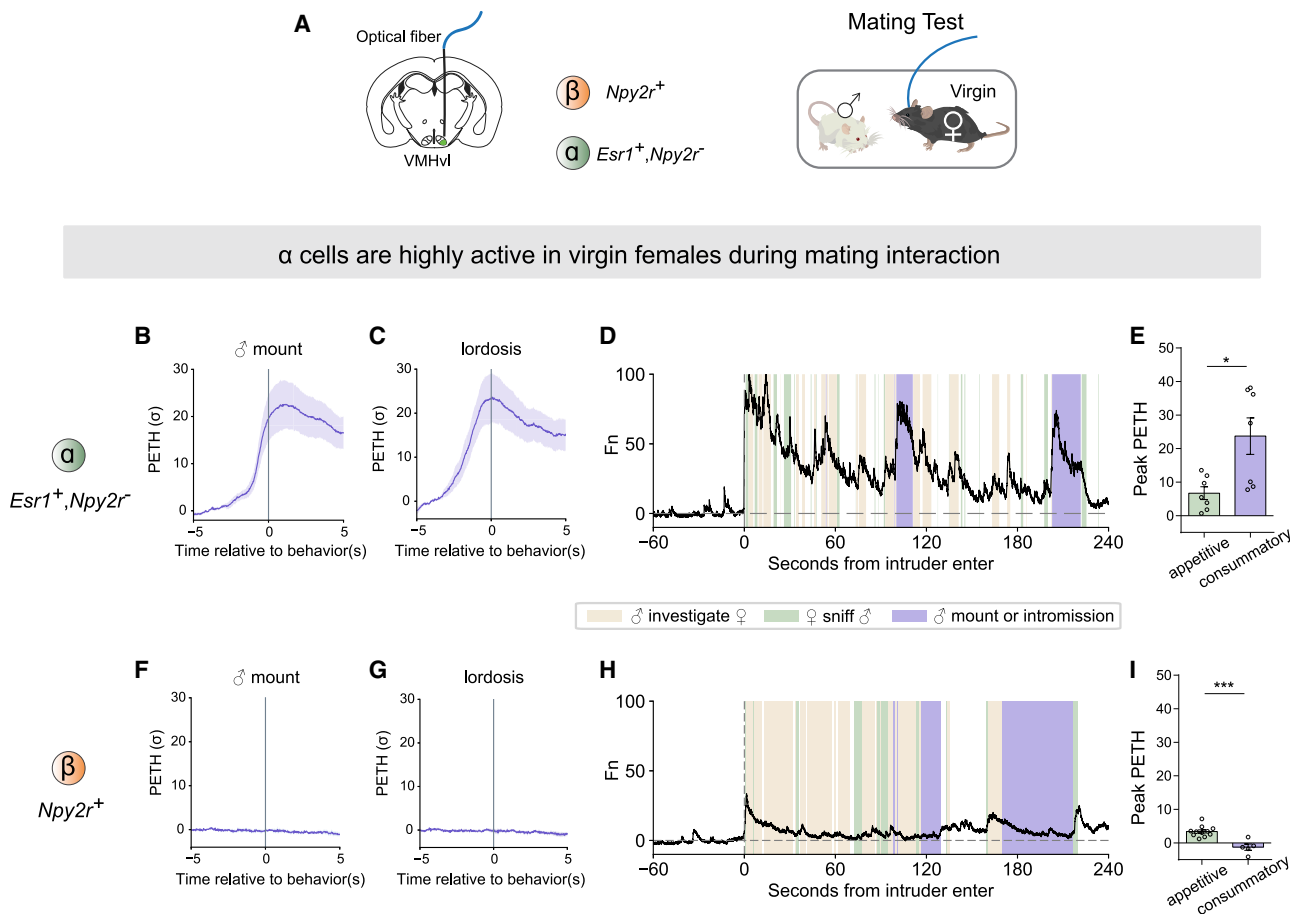 A
Optical fiber
VMHvl
β Npy2r+
α Esr1+,Npy2r-
Mating Test
♂
Virgin
♀
α cells are highly active in virgin females during mating interaction
α
Esr1+,Npy2r-
B
♂ mount
PETH (σ)
30
20
10
0
−5 0 5
Time relative to behavior(s)
C
lordosis
PETH (σ)
30
20
10
0
−5 0 5
Time relative to behavior(s)
D
Fn
100
50
0
−60 0 60 120 180 240
Seconds from intruder enter
E
Peak PETH
50
40
30
20
10
0
*
appetitive
consummatory
♂ investigate ♀ ♀ sniff ♂ ♂ mount or intromission
β
Npy2r+
F
♂ mount
PETH (σ)
30
20
10
0
−5 0 5
Time relative to behavior(s)
G
lordosis
PETH (σ)
30
20
10
0
−5 0 5
Time relative to behavior(s)
H
Fn
100
50
0
−60 0 60 120 180 240
Seconds from intruder enter
I
Peak PETH
50
40
30
20
10
0
***
appetitive
consummatory